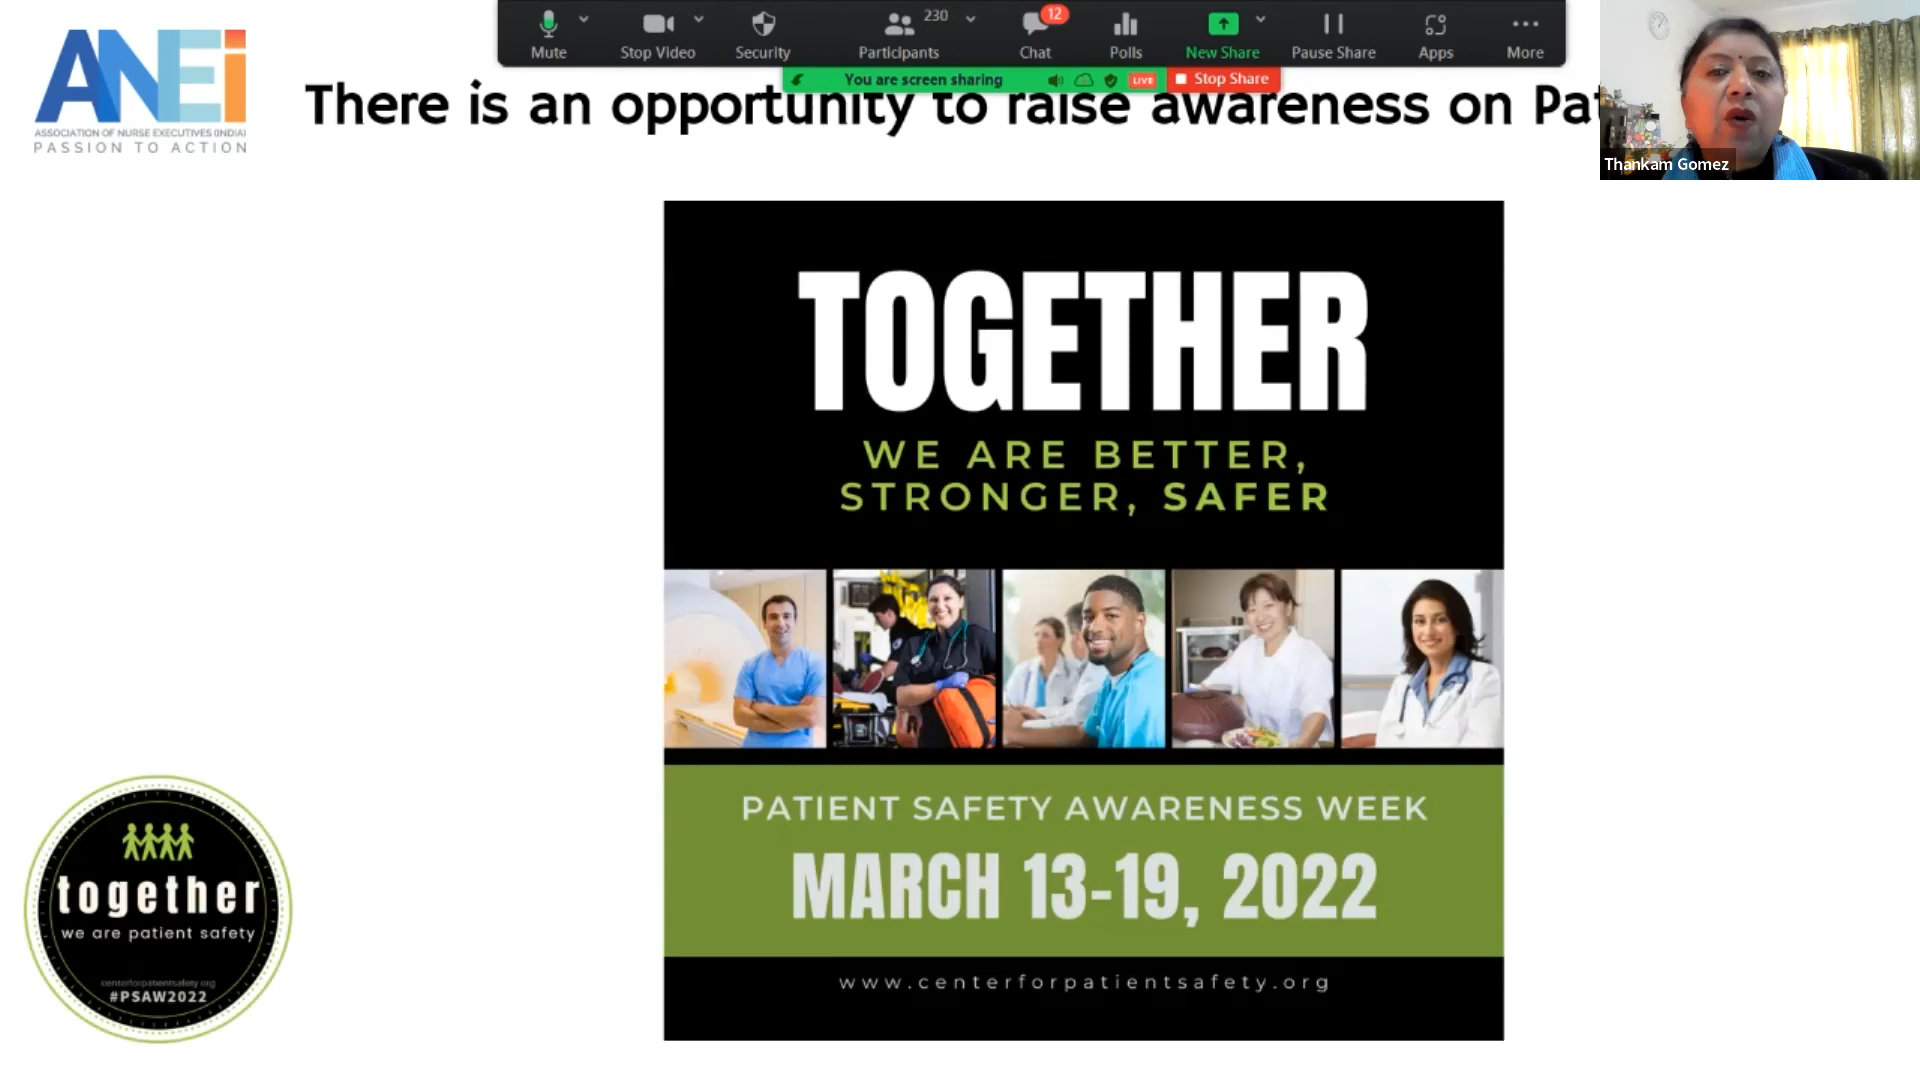 230
12
Mute
Stop Video
Security
Participants
Chat
Polls
New Share
Pause Share
Apps
More
You are screen sharing
LIVE
Stop Share
ANEi
ASSOCIATION OF NURSE EXECUTIVES (INDIA)
PASSION TO ACTION
There is an opportunity to raise awareness on Pat
Thankam Gomez
TOGETHER
WE ARE BETTER,
STRONGER, SAFER
PATIENT SAFETY AWARENESS WEEK
MARCH 13-19, 2022
www.centerforpatientsafety.org
together
we are patient safety
centerforpatientsafety.org
#PSAW2022